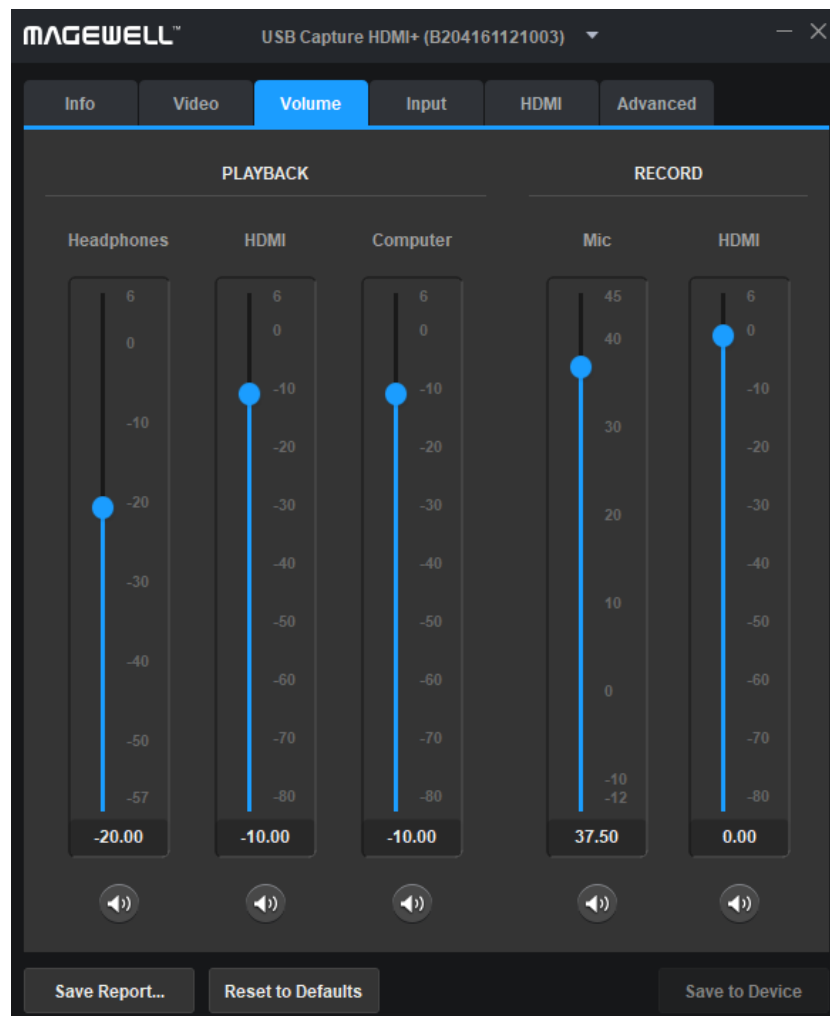 MAGEWELL™ USB Capture HDMI+ (B204161121003)
Info Video Volume Input HDMI Advanced
PLAYBACK RECORD
Headphones HDMI Computer Mic HDMI
6 6 6 45 6
0 0 0 40 0
-10 -10 -10 30 -10
-20 -20 -20 20 -20
-30 -30 -30 10 -30
-40 -40 -40 0 -40
-50 -50 -50 -10 -50
-57 -60 -60 -12 -60
-70 -70 -70
-80 -80 -80
-20.00 -10.00 -10.00 37.50 0.00
Save Report... Reset to Defaults Save to Device